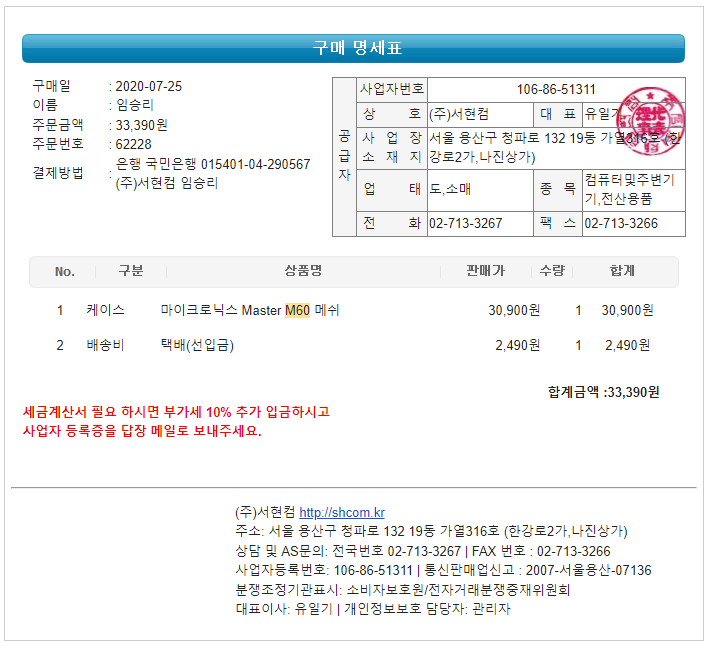 구매 명세표
구매일 : 2020-07-25
이름 : 임승리
주문금액 : 33,390원
주문번호 : 62228
결제방법 : 은행 국민은행 015401-04-290567
(주)서현컴 임승리
공급자
사업자번호 106-86-51311
상 호 (주)서현컴 대 표 유일기
사 업 장 서울 용산구 청파로 132 19동 가열316호 (한
소 재 지 강로2가,나진상가)
업 태 도,소매 종 목 컴퓨터및주변기
기,전산용품
전 화 02-713-3267 팩 스 02-713-3266
No. 구분 상품명 판매가 수량 합계
1 케이스 마이크로닉스 Master M60 메쉬 30,900원 1 30,900원
2 배송비 택배(선입금) 2,490원 1 2,490원
합계금액 :33,390원
세금계산서 필요 하시면 부가세 10% 추가 입금하시고
사업자 등록증을 답장 메일로 보내주세요.
(주)서현컴 http://shcom.kr
주소: 서울 용산구 청파로 132 19동 가열316호 (한강로2가,나진상가)
상담 및 AS문의: 전국번호 02-713-3267 | FAX 번호 : 02-713-3266
사업자등록번호: 106-86-51311 | 통신판매업신고 : 2007-서울용산-07136
분쟁조정기관표시: 소비자보호원/전자거래분쟁중재위원회
대표이사: 유일기 | 개인정보보호 담당자: 관리자